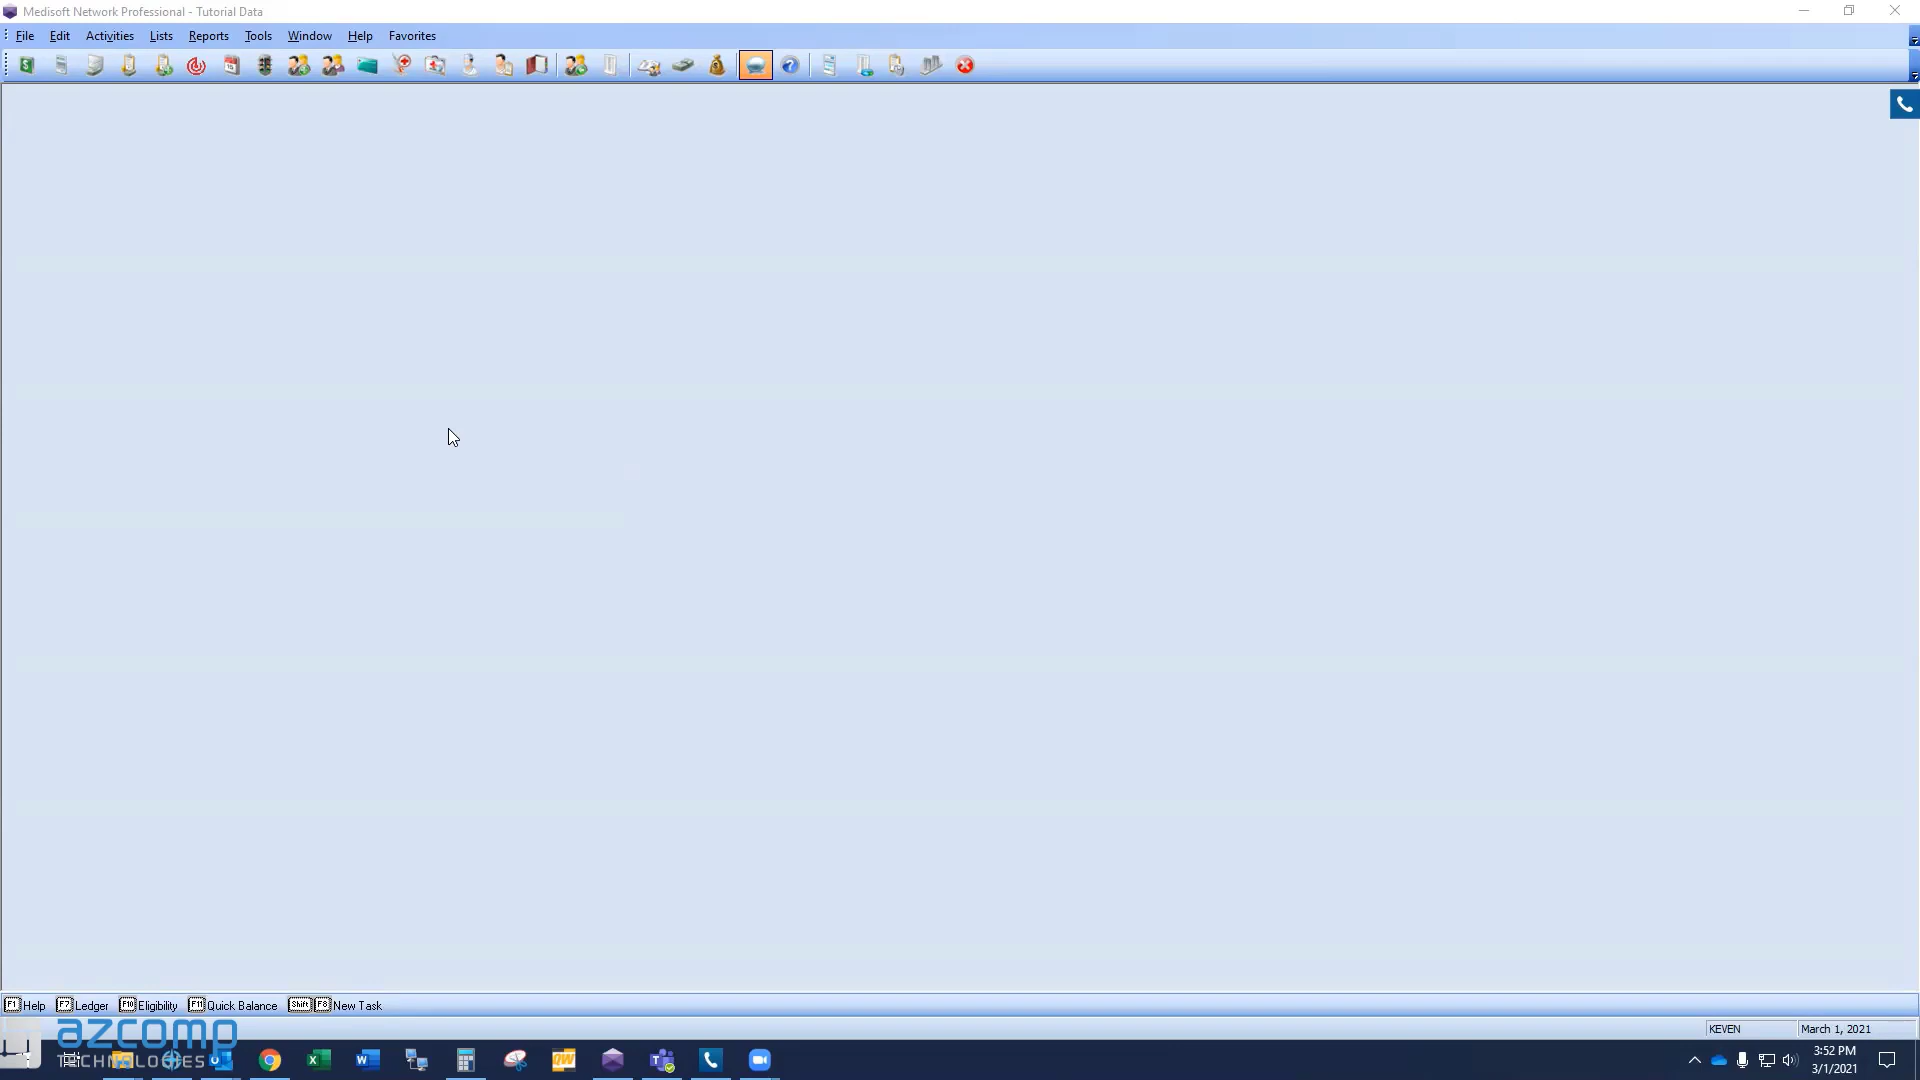 Medisoft Network Professional - Tutorial Data
File Edit Activities Lists Reports Tools Window Help Favorites
F1 Help F7 Ledger F10 Eligibility F11 Quick Balance Shift F8 New Task
KEVEN March 1, 2021
azcomp
TECHNOLOGIES
3:52 PM
3/1/2021